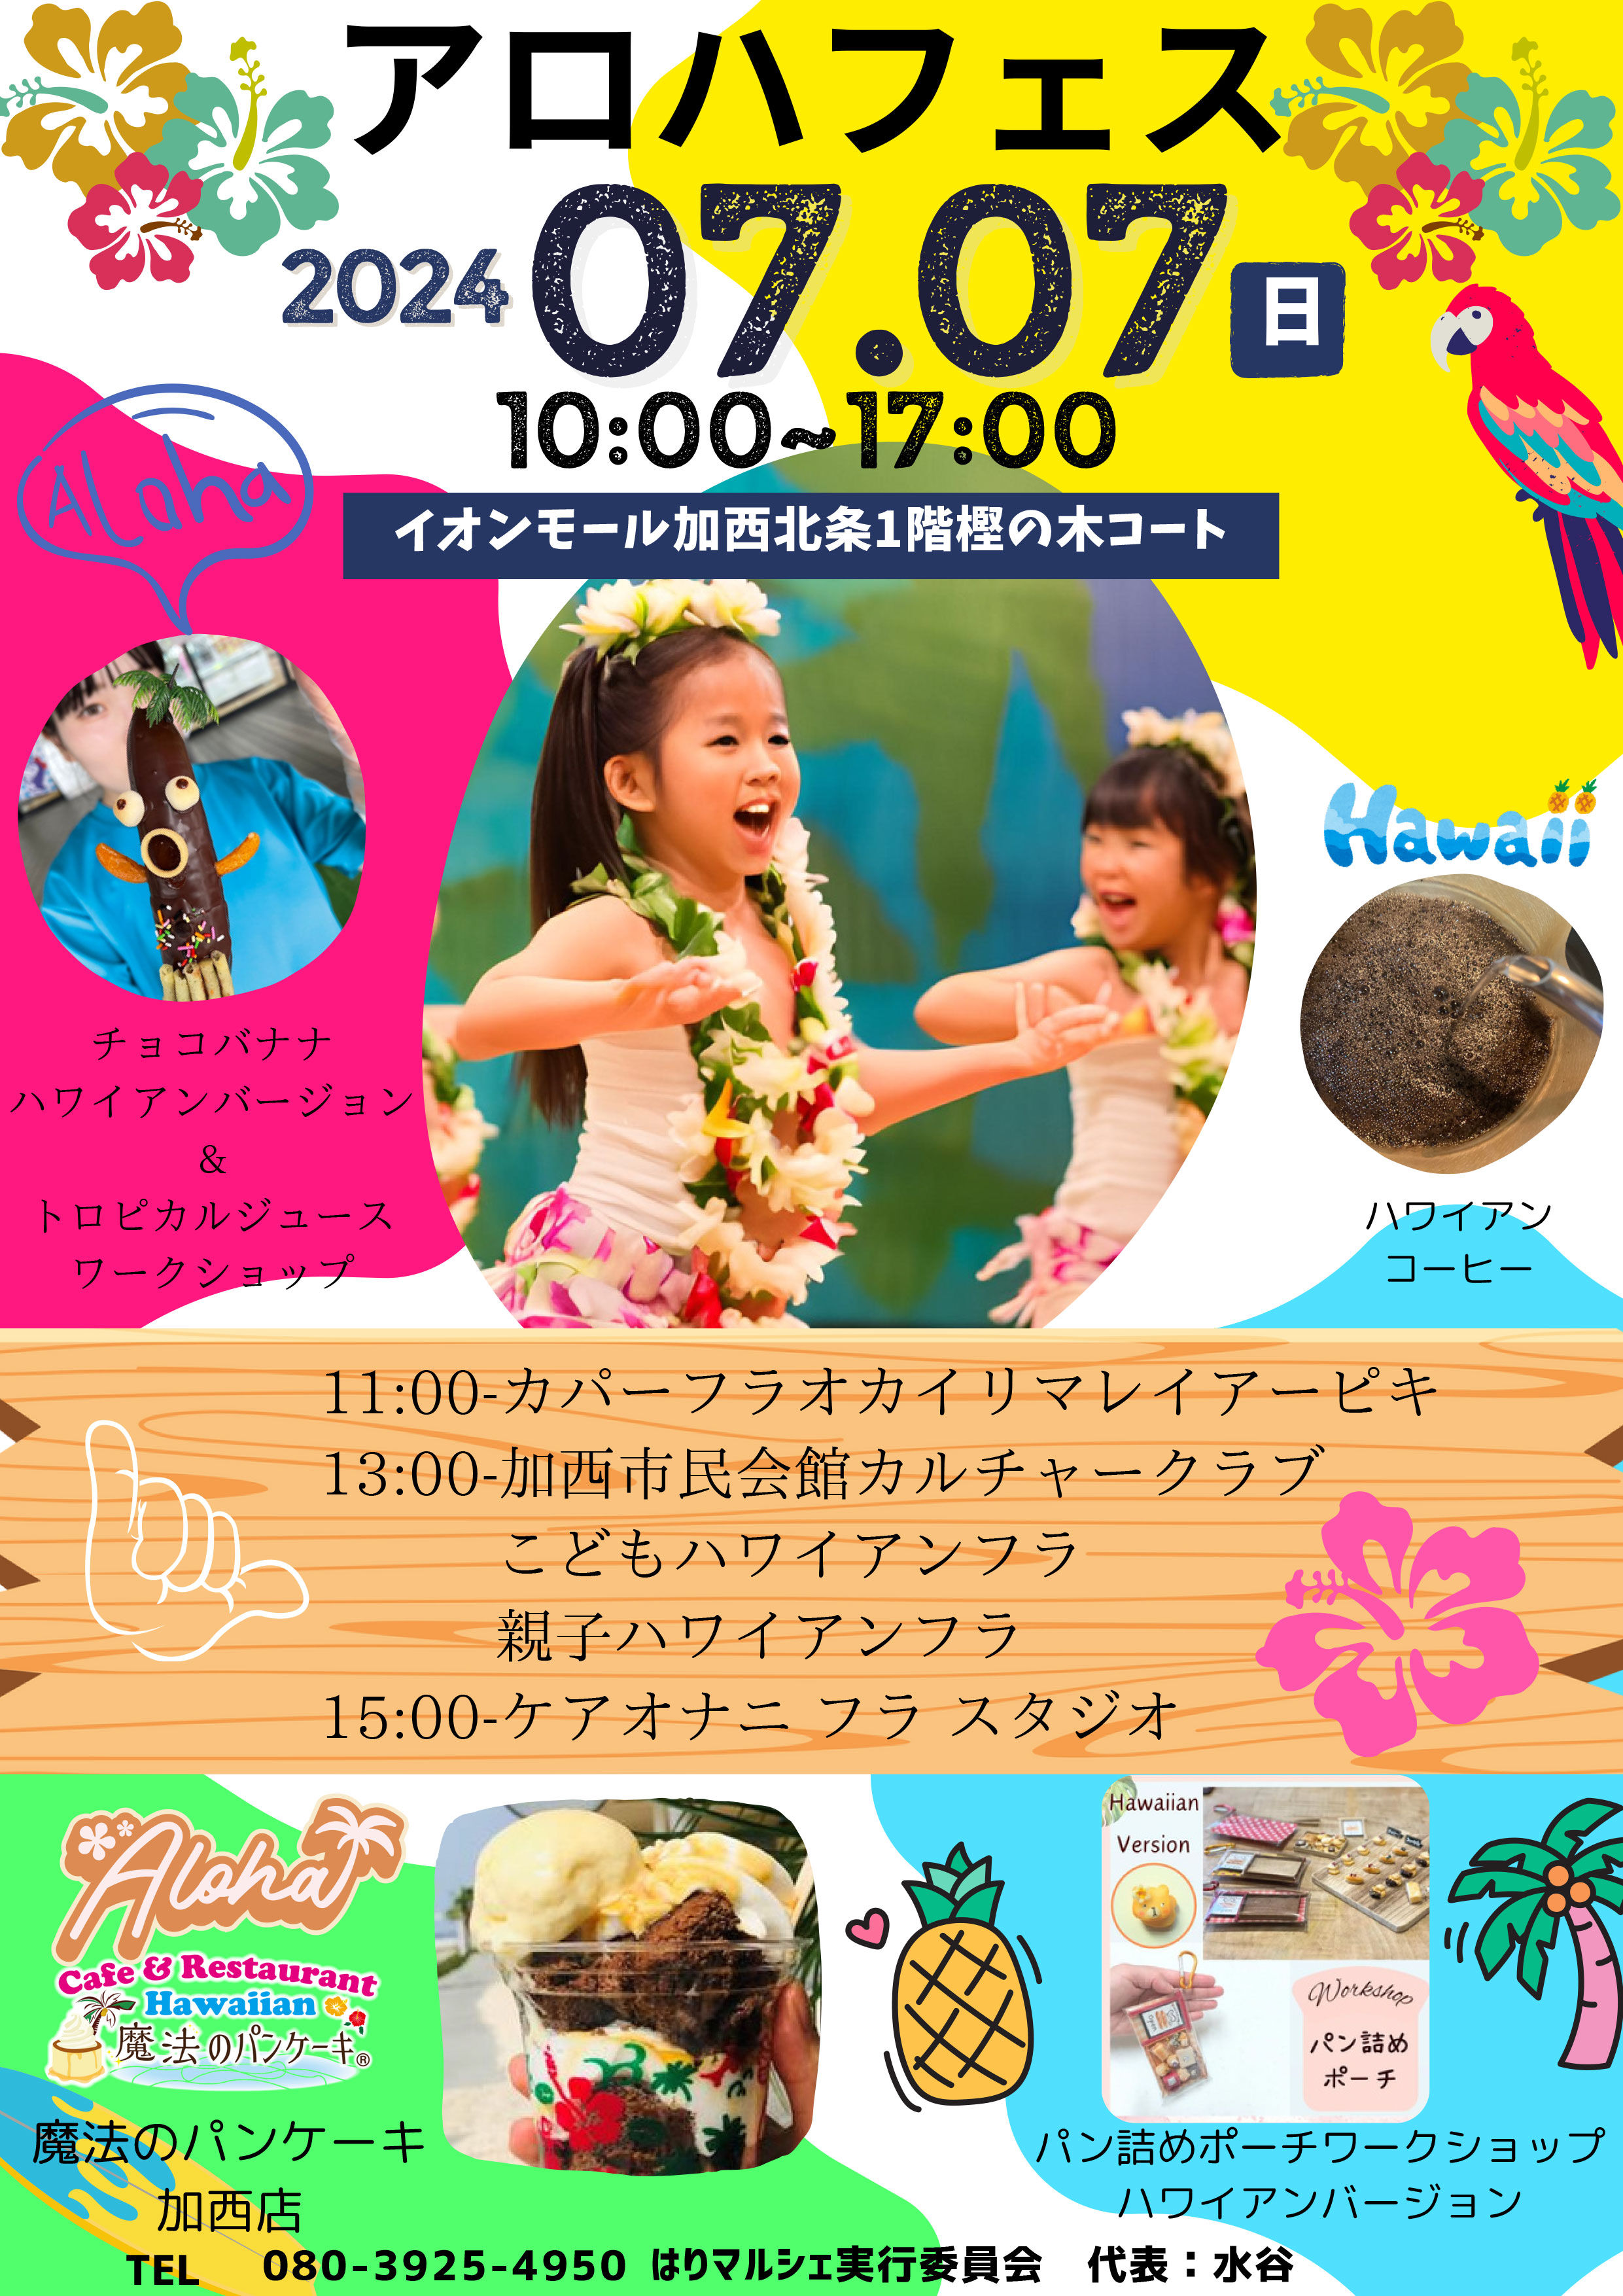 アロハフェス
2024 07.07 日
10:00~17:00
イオンモール加西北条1階樫の木コート
Aloha
チョコバナナ
ハワイアンバージョン
&
トロピカルジュース
ワークショップ
Hawaii
ハワイアン
コーヒー
11:00-カパーフラオカイリマレイアーピキ
13:00-加西市民会館カルチャークラブ
こどもハワイアンフラ
親子ハワイアンフラ
15:00-ケアオナニ フラ スタジオ
Aloha
Cafe & Restaurant
Hawaiian
魔法のパンケーキ®
魔法のパンケーキ
加西店
Hawaiian
Version
Workshop
パン詰め
ポーチ
パン詰めポーチワークショップ
ハワイアンバージョン
TEL 080-3925-4950 はりマルシェ実行委員会 代表：水谷